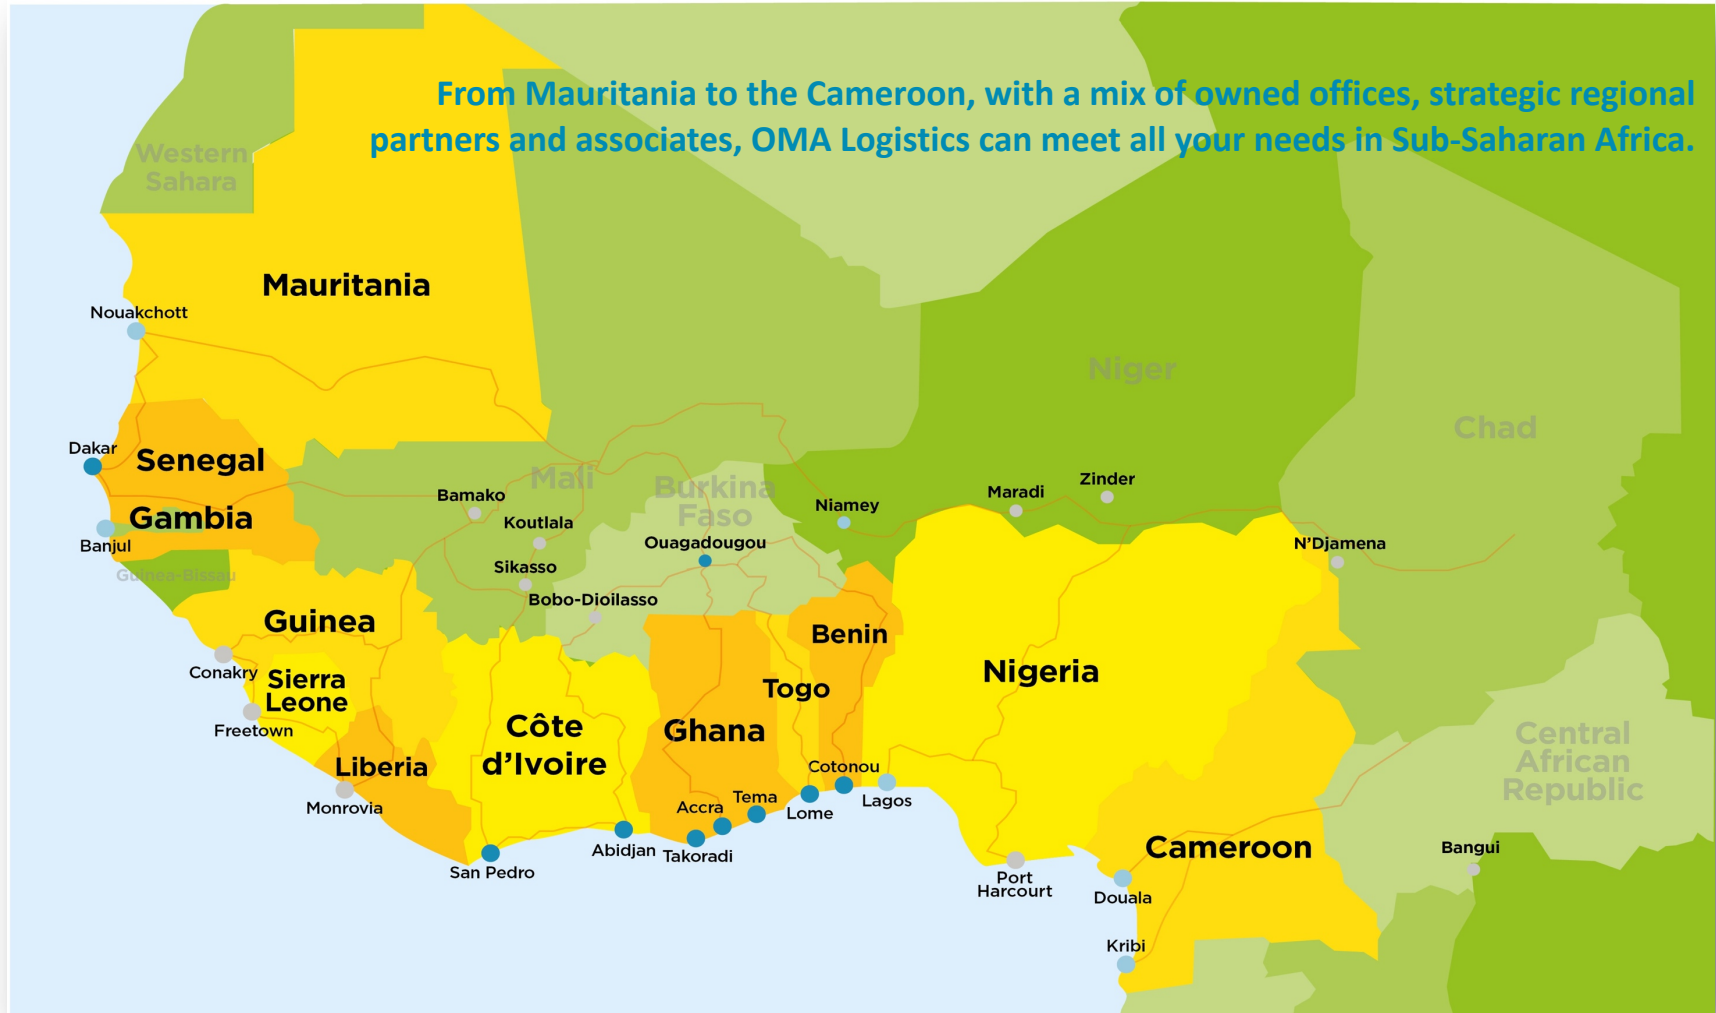 From Mauritania to the Cameroon, with a mix of owned offices, strategic regional
partners and associates, OMA Logistics can meet all your needs in Sub-Saharan Africa.
Western
Sahara
Mauritania
Nouakchott
Niger
Chad
Dakar
Senegal
Mali
Burkina
Faso
Zinder
Maradi
Bamako
Niamey
Gambia
Koutlala
Banjul
Ouagadougou
N'Djamena
Sikasso
Guinea-Bissau
Bobo-Dioilasso
Guinea
Benin
Conakry
Sierra
Leone
Nigeria
Togo
Freetown
Côte
d'Ivoire
Ghana
Central
African
Republic
Liberia
Cotonou
Monrovia
Accra
Tema
Lome
Lagos
Abidjan
Takoradi
San Pedro
Cameroon
Bangui
Port
Harcourt
Douala
Kribi